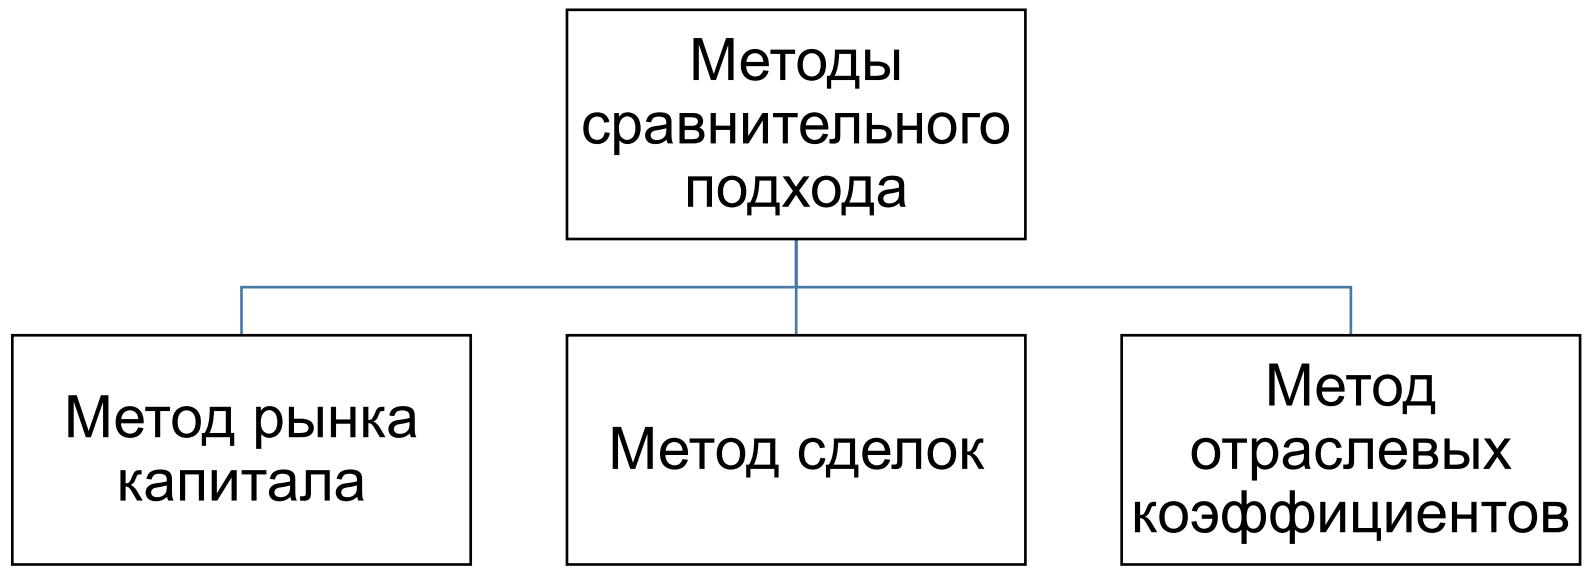 Методы
сравнительного
подхода
Метод рынка
капитала
Метод сделок
Метод
отраслевых
коэффициентов